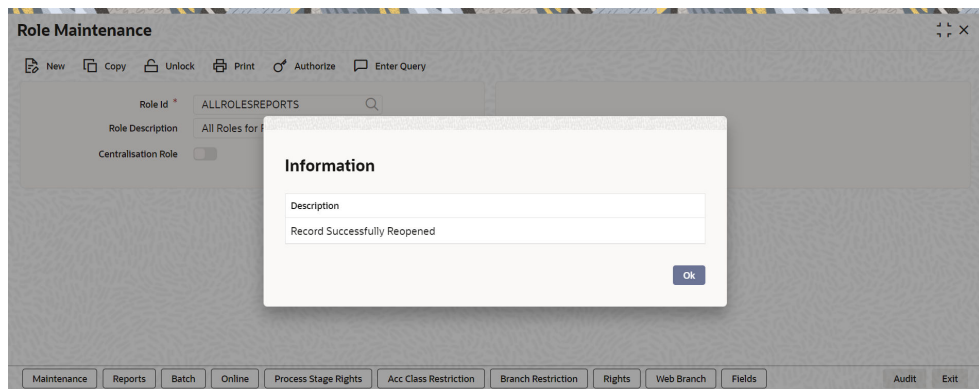 Role Maintenance
New Copy Unlock Print Authorize Enter Query
Role Id * ALLROLESREPORTS
Role Description All Roles for
Centralisation Role
Information
Description
Record Successfully Reopened
Ok
Maintenance Reports Batch Online Process Stage Rights Acc Class Restriction Branch Restriction Rights Web Branch Fields Audit Exit